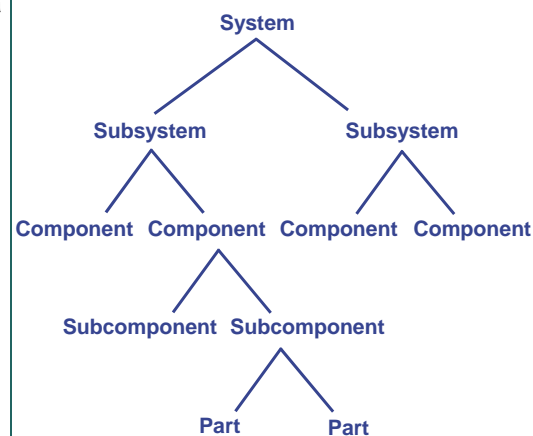 System
Subsystem Subsystem
Component Component Component Component
Subcomponent Subcomponent
Part Part